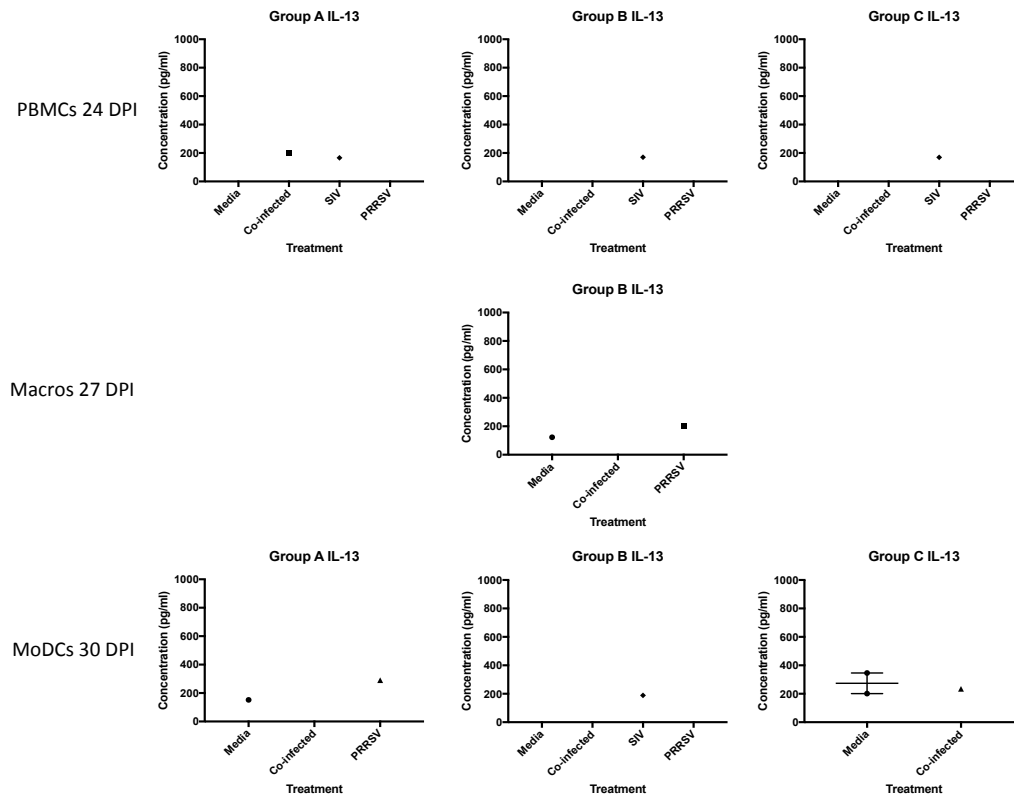 PBMCs 24 DPI
Group A IL-13
Concentration (pg/ml)
1000
800
600
400
200
0
Media
Co-infected
SIV
PRRSV
Treatment
Group B IL-13
Concentration (pg/ml)
1000
800
600
400
200
0
Media
Co-infected
SIV
PRRSV
Treatment
Group C IL-13
Concentration (pg/ml)
1000
800
600
400
200
0
Media
Co-infected
SIV
PRRSV
Treatment
Macros 27 DPI
Group B IL-13
Concentration (pg/ml)
1000
800
600
400
200
0
Media
Co-infected
PRRSV
Treatment
MoDCs 30 DPI
Group A IL-13
Concentration (pg/ml)
1000
800
600
400
200
0
Media
Co-infected
PRRSV
Treatment
Group B IL-13
Concentration (pg/ml)
1000
800
600
400
200
0
Media
Co-infected
SIV
PRRSV
Treatment
Group C IL-13
Concentration (pg/ml)
1000
800
600
400
200
0
Media
Co-infected
Treatment